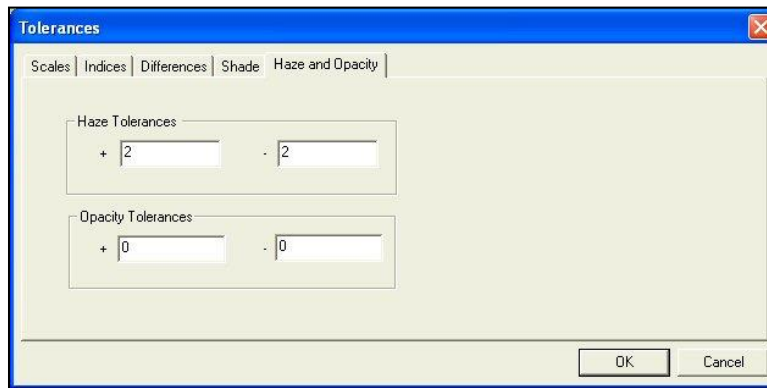 Tolerances
Scales Indices Differences Shade Haze and Opacity
Haze Tolerances
+ 2 - 2
Opacity Tolerances
+ 0 - 0
OK Cancel